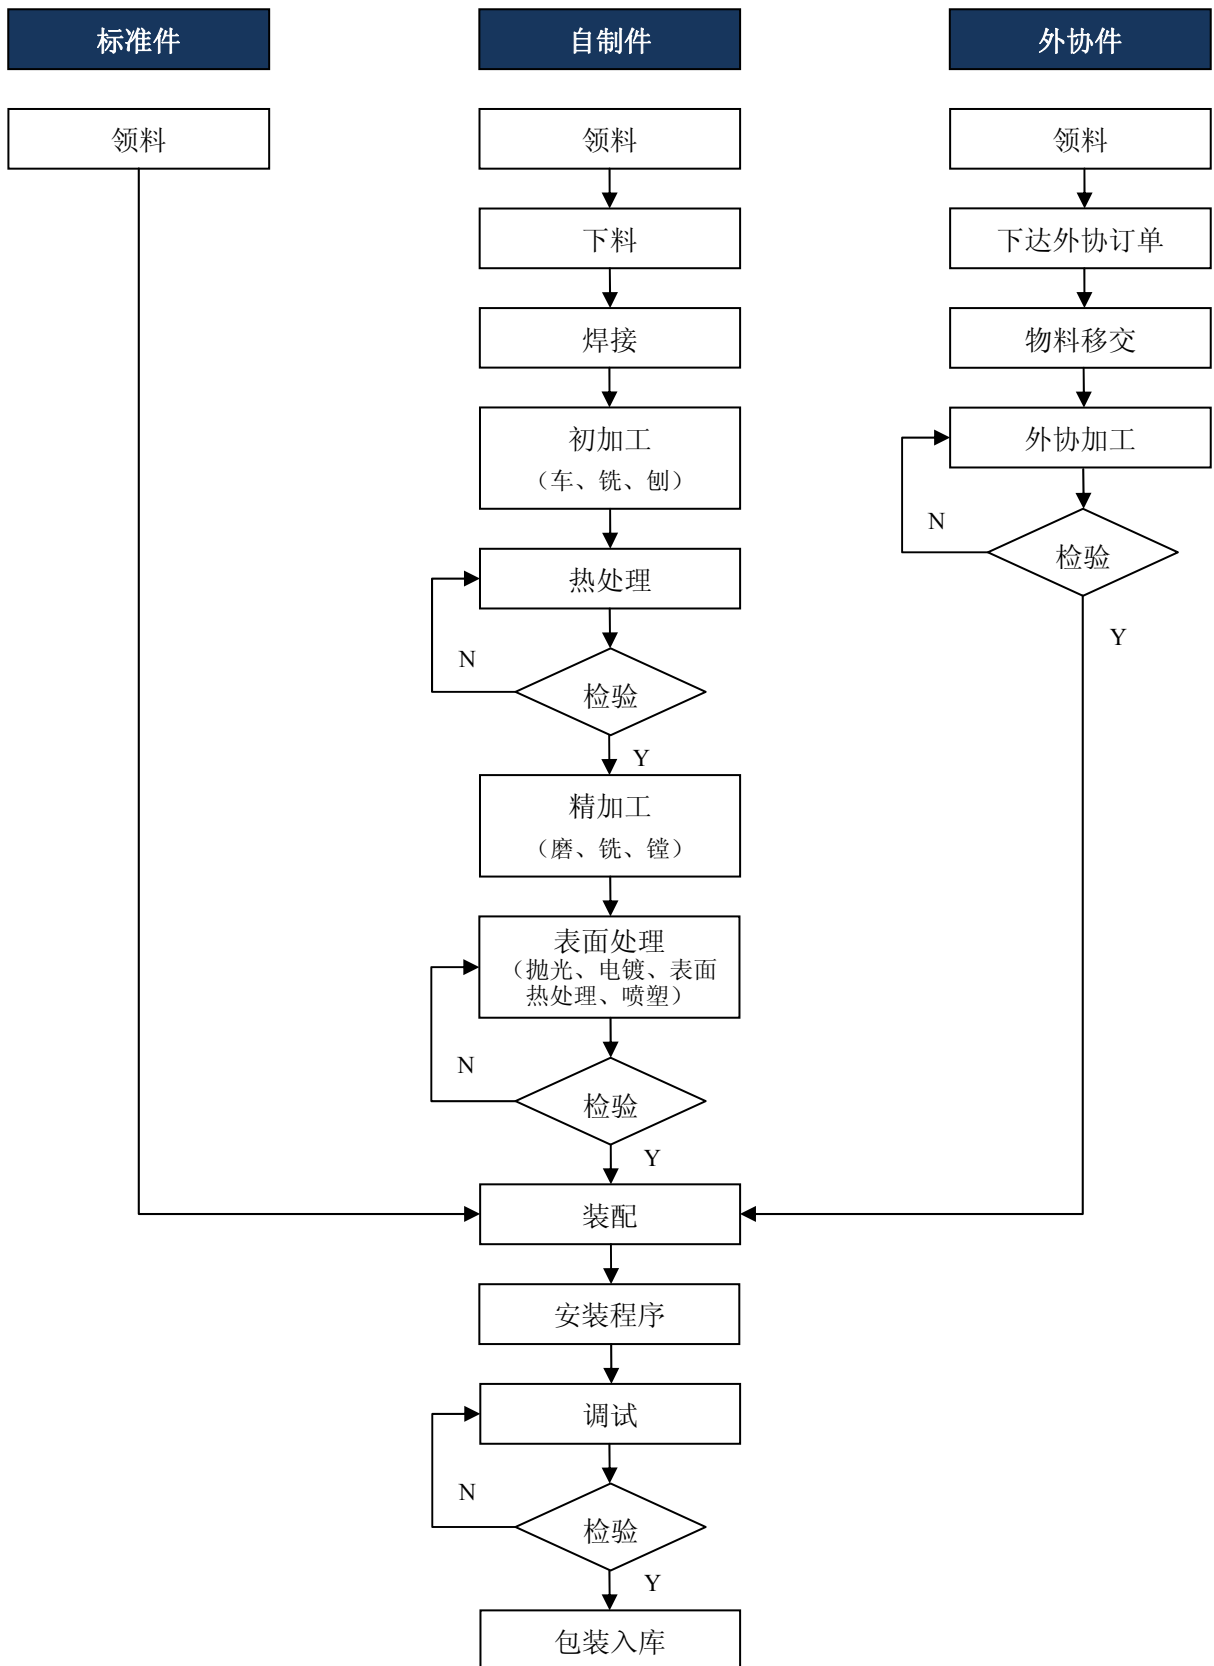 标准件
自制件
外协件
领料
领料
领料
下料
下达外协订单
焊接
物料移交
初加工
（车、铣、刨）
外协加工
N
检验
热处理
Y
N
检验
Y
精加工
（磨、铣、镗）
表面处理
（抛光、电镀、表面
热处理、喷塑）
N
检验
Y
装配
安装程序
调试
N
检验
Y
包装入库